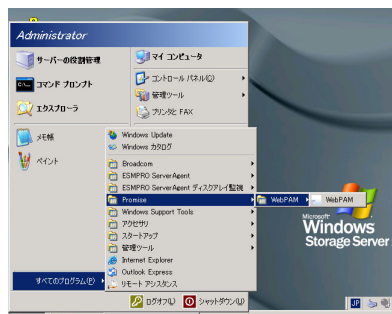 Administrator
サーバーの役割管理
コマンド プロンプト
エクスプローラ
メモ帳
ペイント
すべてのプログラム(P)
マイ コンピュータ
コントロール パネル(C)
管理ツール
プリンタと FAX
Windows Update
Windows カタログ
Broadcom
ESMPRO ServerAgent
ESMPRO ServerAgent ディスクアレイ監視
Promise
Windows Support Tools
アクセサリ
スタートアップ
管理ツール
Internet Explorer
Outlook Express
リモート アシスタンス
WebPAM
WebPAM
ログオフ(L)
シャットダウン(U)
Microsoft
Windows
Storage Server
JP